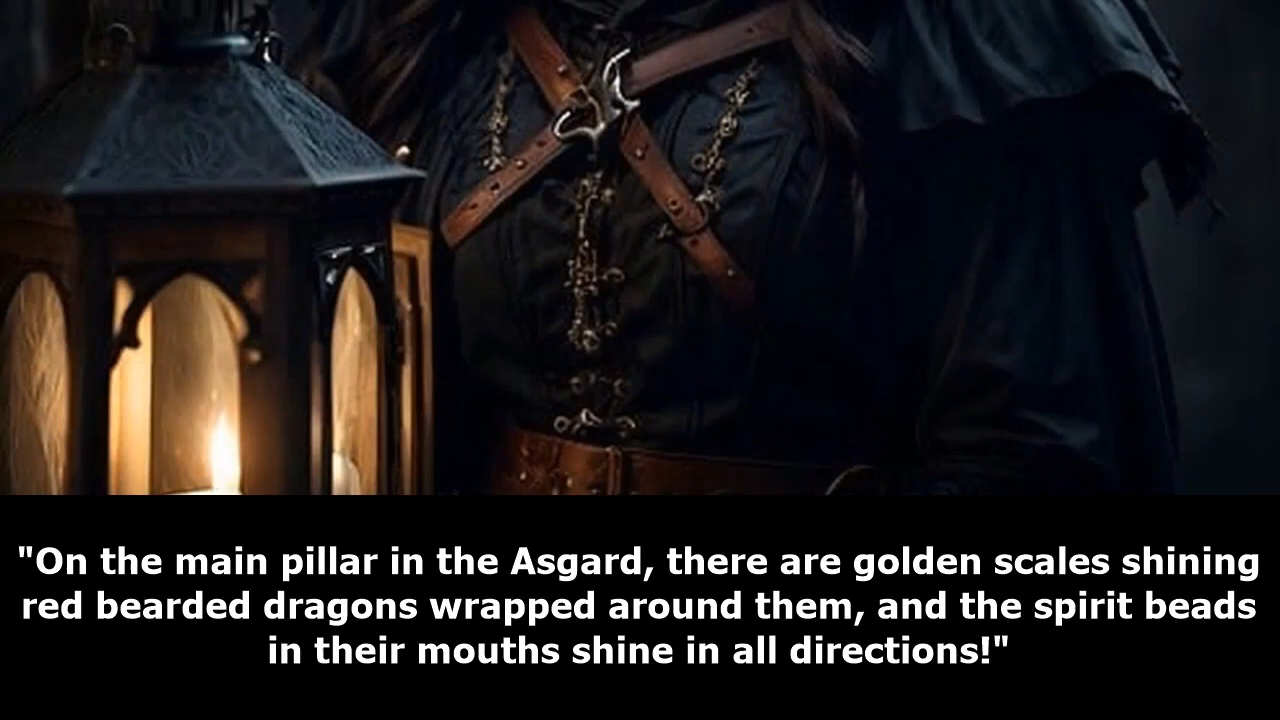 "On the main pillar in the Asgard, there are golden scales shining
red bearded dragons wrapped around them, and the spirit beads
in their mouths shine in all directions!"